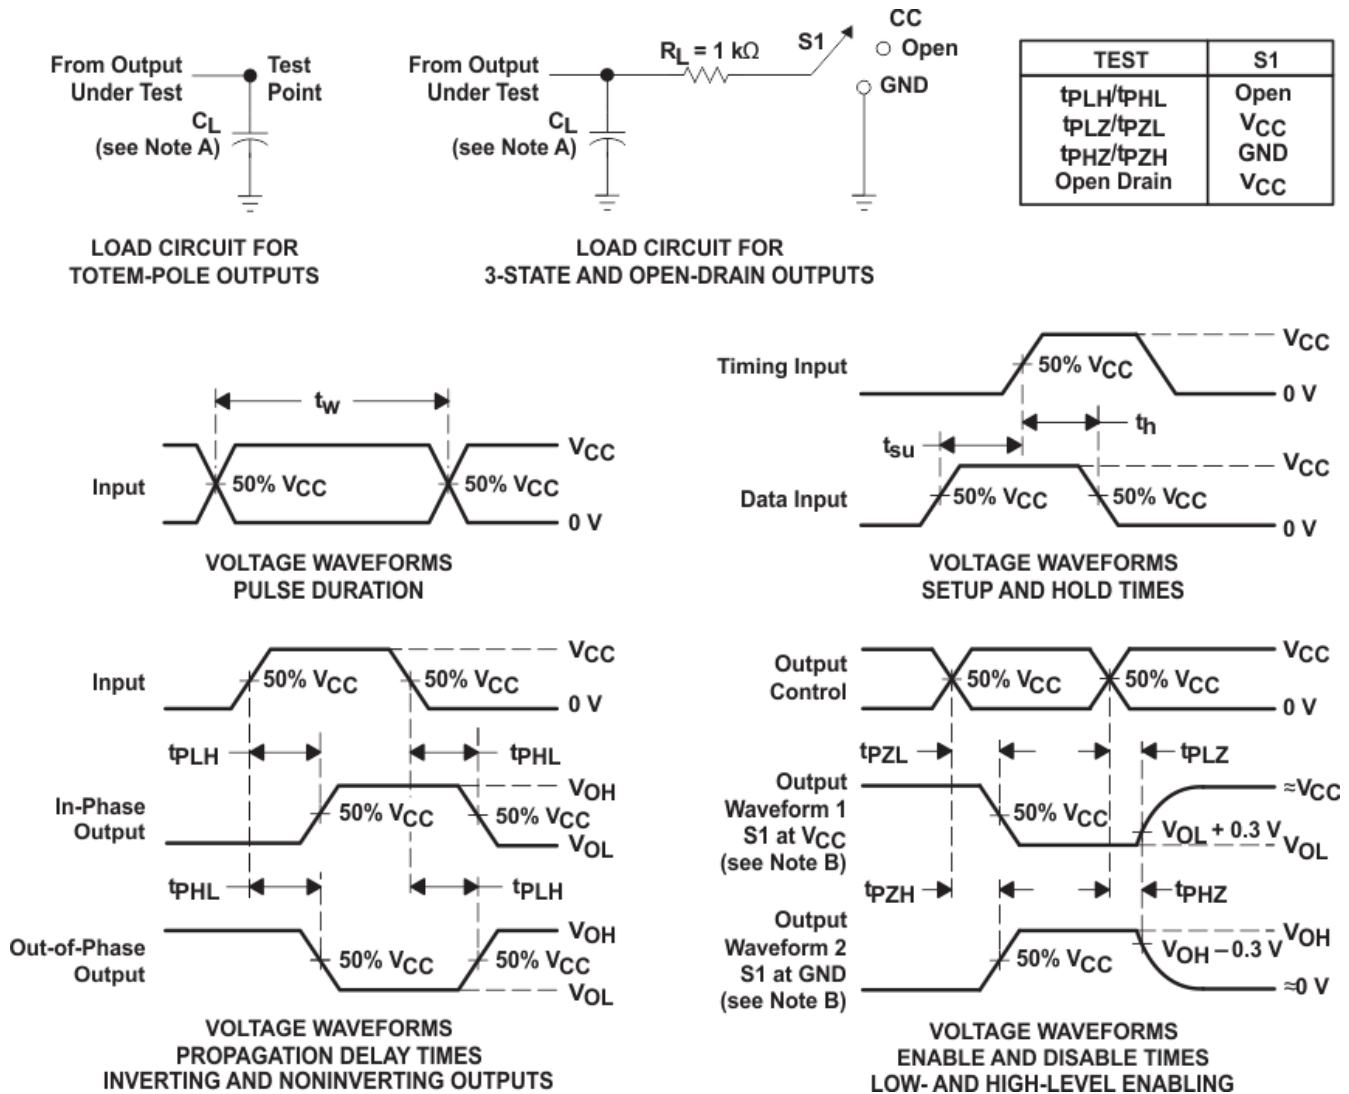 From Output
Under Test
Test
Point
CL
(see Note A)
LOAD CIRCUIT FOR
TOTEM-POLE OUTPUTS
From Output
Under Test
RL = 1 kΩ
S1
CC
Open
GND
CL
(see Note A)
LOAD CIRCUIT FOR
3-STATE AND OPEN-DRAIN OUTPUTS
TEST S1
tPLH/tPHL Open
tPLZ/tPZL VCC
tPHZ/tPZH GND
Open Drain VCC
tw
Input
50% VCC
50% VCC
VCC
0 V
VOLTAGE WAVEFORMS
PULSE DURATION
Timing Input
50% VCC
VCC
0 V
tsu
th
Data Input
50% VCC
50% VCC
VCC
0 V
VOLTAGE WAVEFORMS
SETUP AND HOLD TIMES
Input
50% VCC
50% VCC
VCC
0 V
tPLH
tPHL
In-Phase
Output
50% VCC
50% VCC
VOH
VOL
tPHL
tPLH
Out-of-Phase
Output
50% VCC
50% VCC
VOH
VOL
VOLTAGE WAVEFORMS
PROPAGATION DELAY TIMES
INVERTING AND NONINVERTING OUTPUTS
Output
Control
50% VCC
50% VCC
VCC
0 V
tPZL
tPLZ
Output
Waveform 1
S1 at VCC
(see Note B)
50% VCC
VOL + 0.3 V
≈VCC
VOL
tPZH
tPHZ
Output
Waveform 2
S1 at GND
(see Note B)
50% VCC
VOH – 0.3 V
VOH
≈0 V
VOLTAGE WAVEFORMS
ENABLE AND DISABLE TIMES
LOW- AND HIGH-LEVEL ENABLING